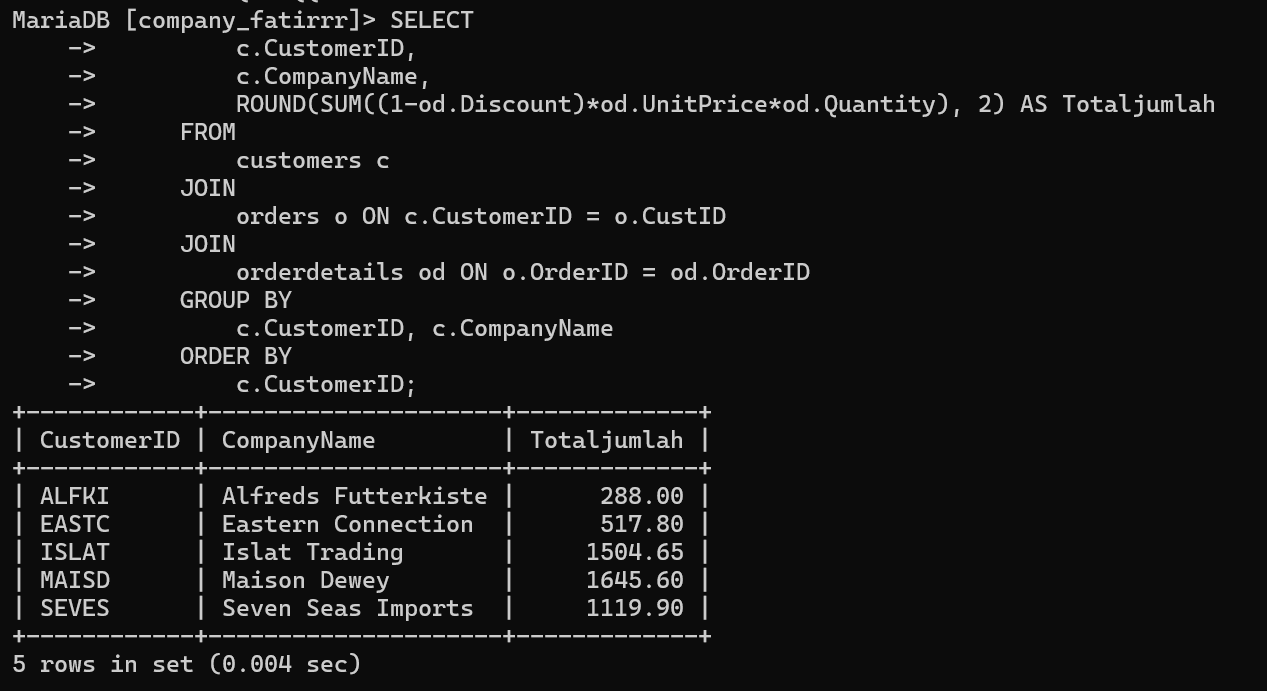 MariaDB [company_fatirrr]> SELECT
    ->          c.CustomerID,
    ->          c.CompanyName,
    ->          ROUND(SUM((1-od.Discount)*od.UnitPrice*od.Quantity), 2) AS Totaljumlah
    ->      FROM
    ->          customers c
    ->      JOIN
    ->          orders o ON c.CustomerID = o.CustID
    ->      JOIN
    ->          orderdetails od ON o.OrderID = od.OrderID
    ->      GROUP BY
    ->          c.CustomerID, c.CompanyName
    ->      ORDER BY
    ->          c.CustomerID;
+------------+---------------------+-------------+
| CustomerID | CompanyName         | Totaljumlah |
+------------+---------------------+-------------+
| ALFKI      | Alfreds Futterkiste |      288.00 |
| EASTC      | Eastern Connection  |      517.80 |
| ISLAT      | Islat Trading       |     1504.65 |
| MAISD      | Maison Dewey        |     1645.60 |
| SEVES      | Seven Seas Imports  |     1119.90 |
+------------+---------------------+-------------+
5 rows in set (0.004 sec)